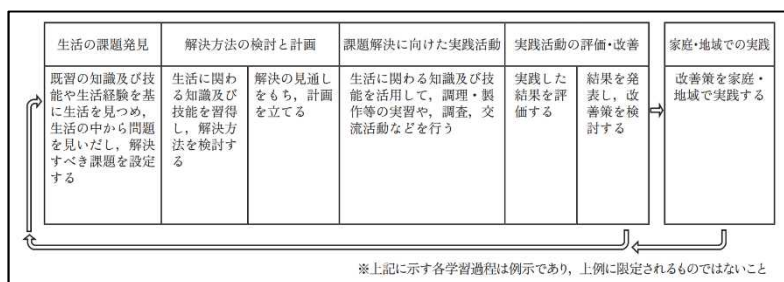 生活の課題発見
解決方法の検討と計画
課題解決に向けた実践活動
実践活動の評価・改善
家庭・地域での実践
既習の知識及び技
能や生活経験を基
に生活を見つめ，
生活の中から問題
を見いだし，解決
すべき課題を設定
する
生活に関わ
る知識及び
技能を習得
し，解決方
法を検討す
る
解決の見通し
をもち，計画
を立てる
生活に関わる知識及び技
能を活用して，調理・製
作等の実習や，調査，交
流活動などを行う
実践した
結果を評
価する
結果を発
表し，改
善策を検
討する
改善策を家庭・
地域で実践する
※上記に示す各学習過程は例示であり，上例に限定されるものではないこと